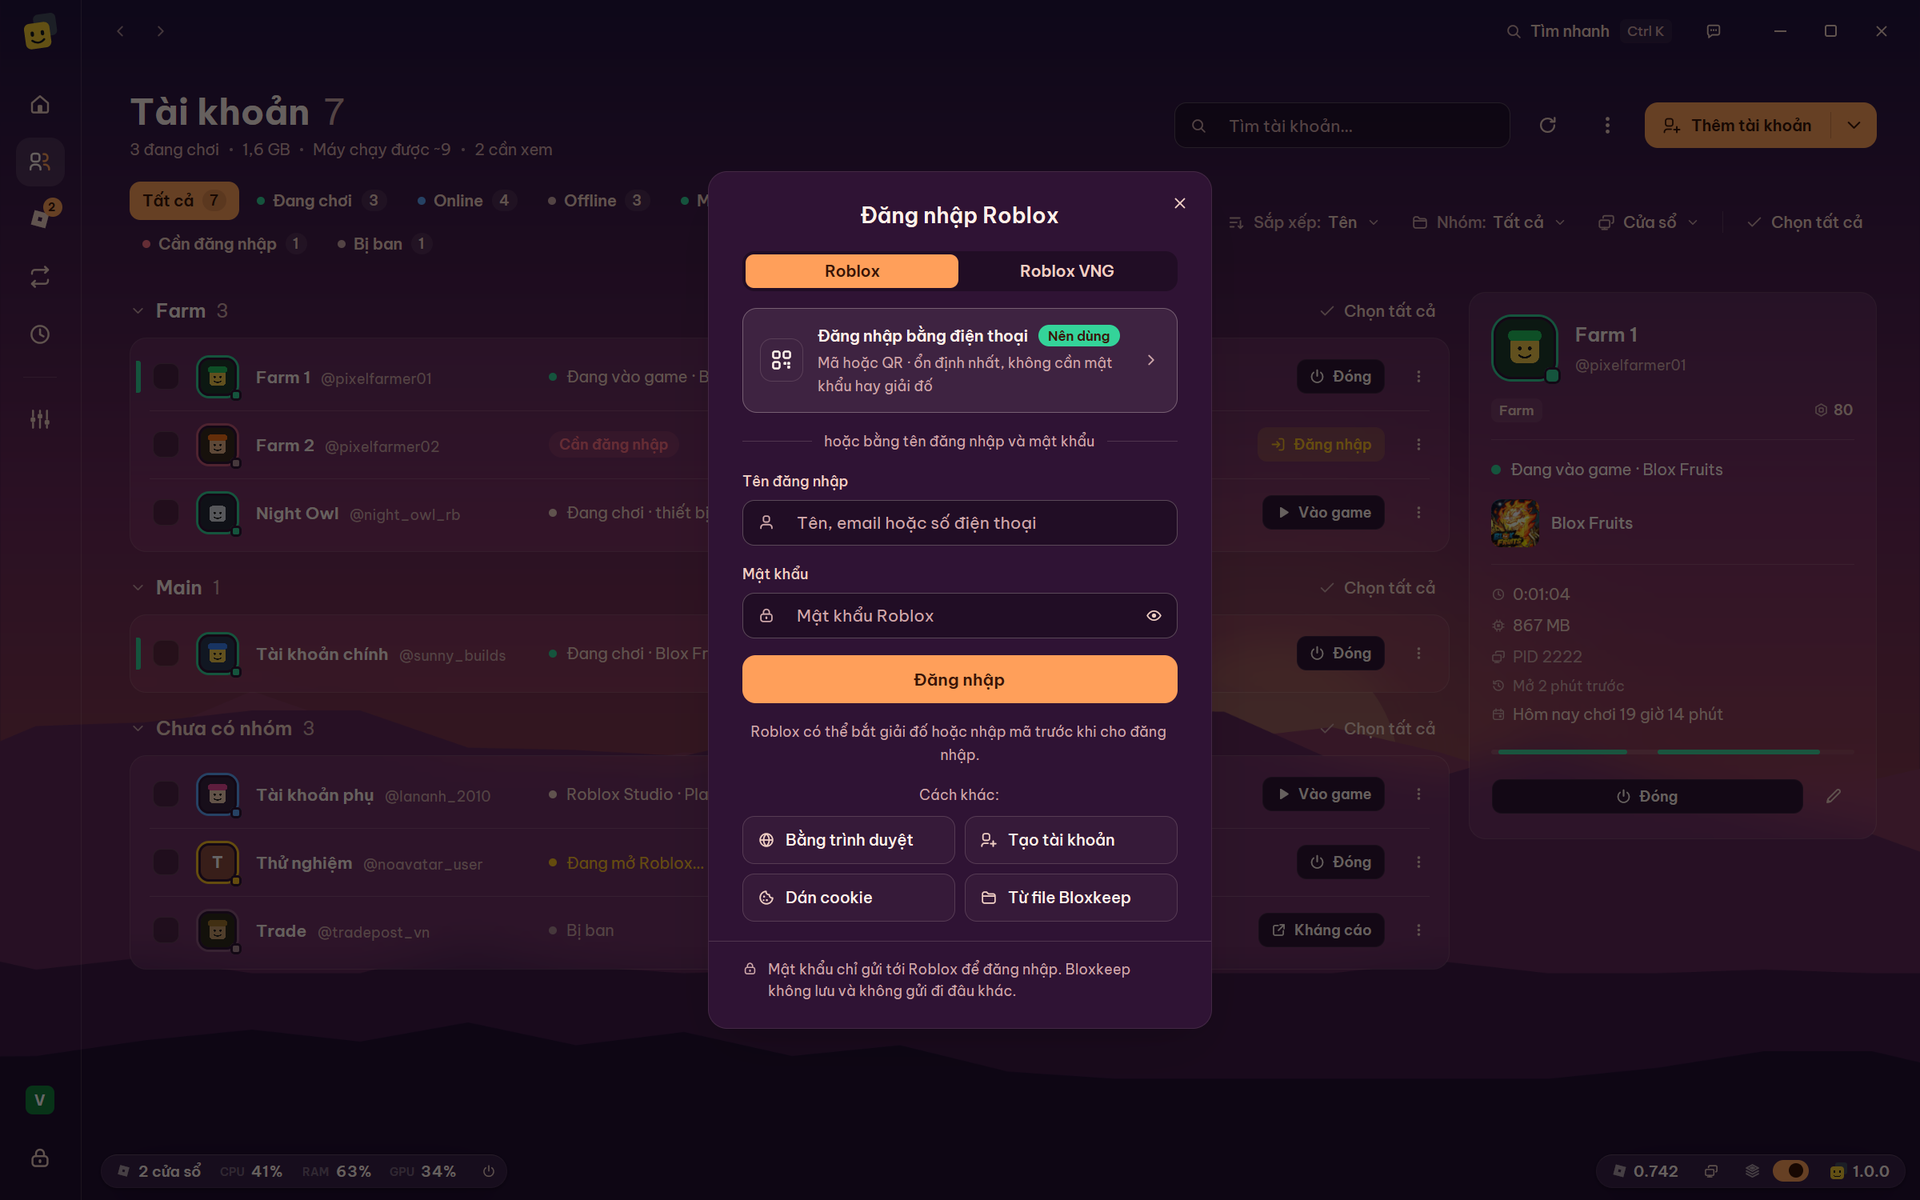 Tìm nhanh Ctrl K
Tài khoản 7
3 đang chơi • 1,6 GB • Máy chạy được ~9 • 2 cần xem
Tìm tài khoản...
Thêm tài khoản
2
Tất cả 7
Đang chơi 3
Online 4
Offline 3
Cần đăng nhập 1
Bị ban 1
Sắp xếp: Tên
Nhóm: Tất cả
Cửa sổ
Chọn tất cả
Farm 3
Chọn tất cả
Farm 1 @pixelfarmer01
Đang vào game · B
Đóng
Farm 2 @pixelfarmer02
Cần đăng nhập
Đăng nhập
Night Owl @night_owl_rb
Đang chơi · thiết bị
Vào game
Main 1
Chọn tất cả
Tài khoản chính @sunny_builds
Đang chơi · Blox Fr
Đóng
Chưa có nhóm 3
Chọn tất cả
Tài khoản phụ @lananh_2010
Roblox Studio · Pla
Vào game
T
Thử nghiệm @noavatar_user
Đang mở Roblox...
Đóng
Trade @tradepost_vn
Bị ban
Kháng cáo
Farm 1
@pixelfarmer01
Farm
80
Đang vào game · Blox Fruits
Blox Fruits
0:01:04
867 MB
PID 2222
Mở 2 phút trước
Hôm nay chơi 19 giờ 14 phút
Đóng
Đăng nhập Roblox
Roblox
Roblox VNG
Đăng nhập bằng điện thoại Nên dùng
Mã hoặc QR · ổn định nhất, không cần mật
khẩu hay giải đố
hoặc bằng tên đăng nhập và mật khẩu
Tên đăng nhập
Tên, email hoặc số điện thoại
Mật khẩu
Mật khẩu Roblox
Đăng nhập
Roblox có thể bắt giải đố hoặc nhập mã trước khi cho đăng
nhập.
Cách khác:
Bằng trình duyệt
Tạo tài khoản
Dán cookie
Từ file Bloxkeep
Mật khẩu chỉ gửi tới Roblox để đăng nhập. Bloxkeep
không lưu và không gửi đi đâu khác.
V
2 cửa sổ CPU 41% RAM 63% GPU 34%
0.742
1.0.0